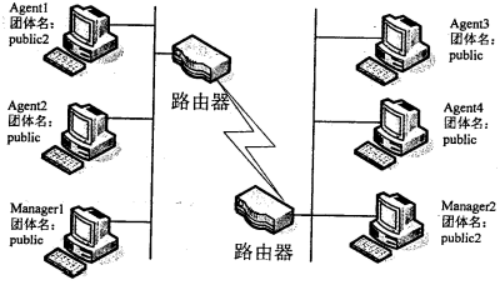 Agent1
团体名:
public2
Agent2
团体名:
public
Manager1
团体名:
public
路由器
路由器
Agent3
团体名:
public
Agent4
团体名:
public
Manager2
团体名:
public2